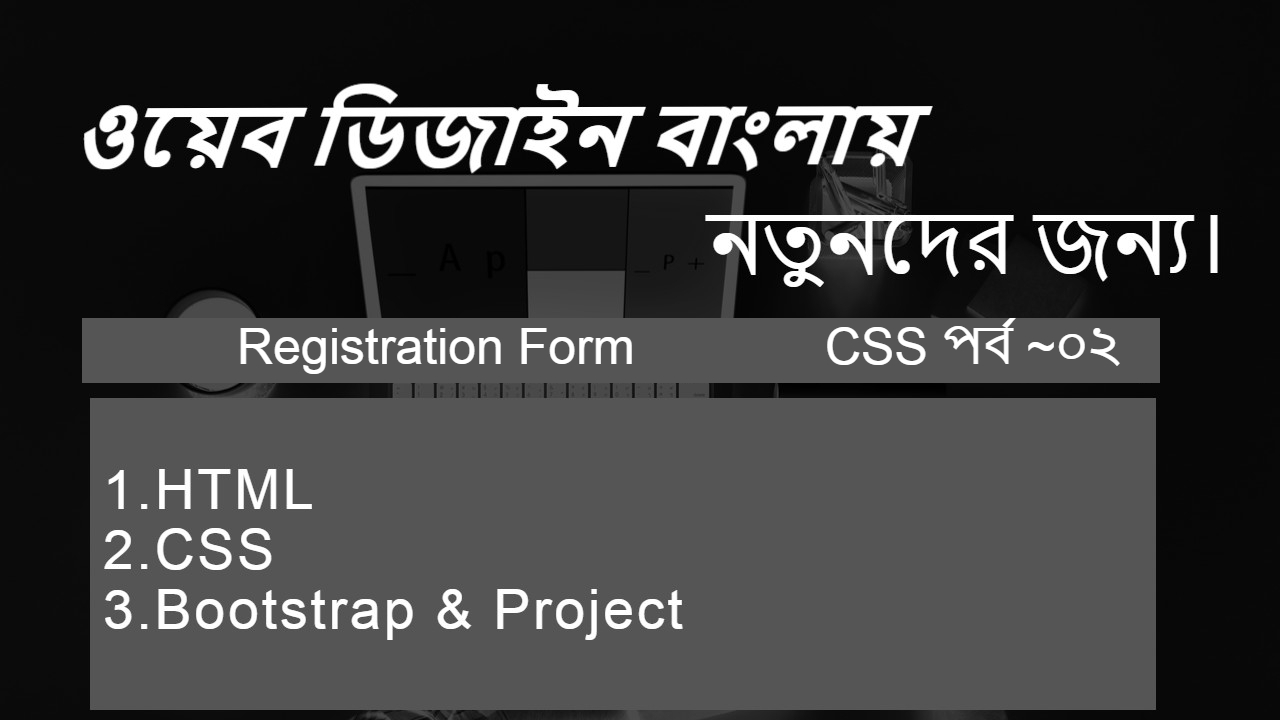 ওয়েব ডিজাইন বাংলায়
নতুনদের জন্য।
_ A p _ P +
Registration Form CSS পর্ব ~০২
1.HTML
2.CSS
3.Bootstrap & Project